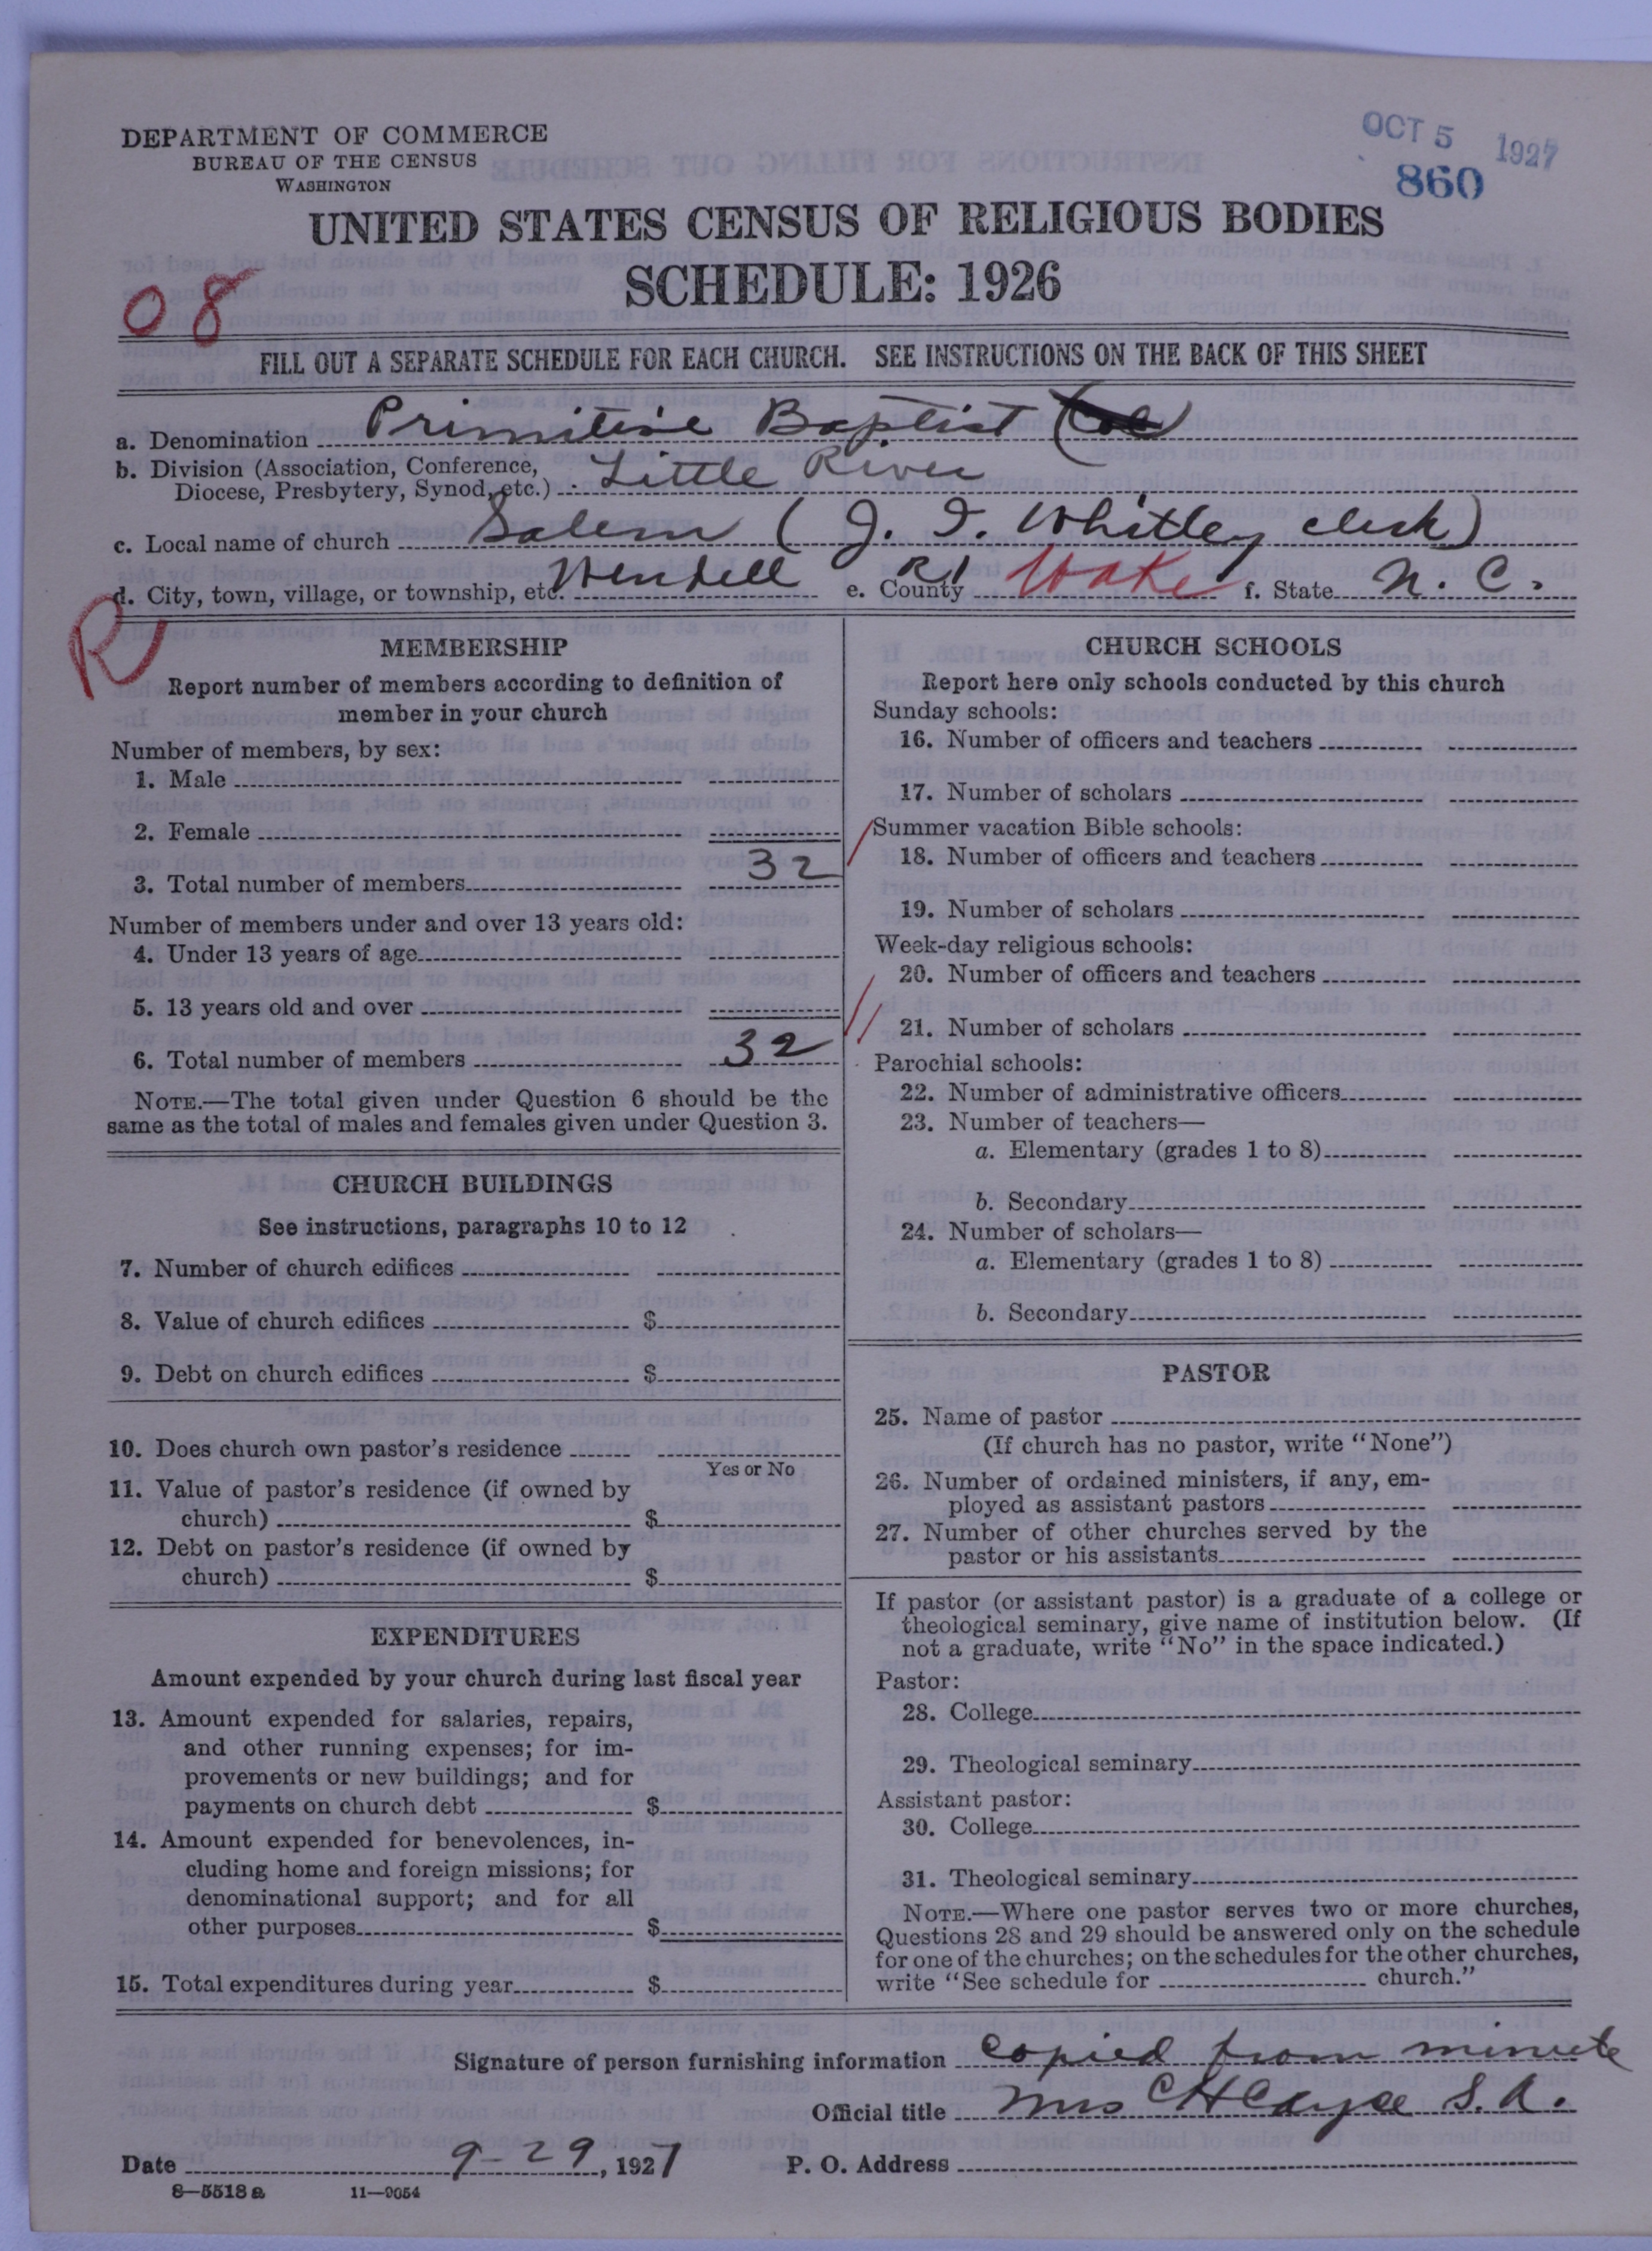 DEPARTMENT OF COMMERCE
BUREAU OF THE CENSUS
WASHINGTON
OCT 5 1927
860
UNITED STATES CENSUS OF RELIGIOUS BODIES
SCHEDULE: 1926
08
FILL OUT A SEPARATE SCHEDULE FOR EACH CHURCH. SEE INSTRUCTIONS ON THE BACK OF THIS SHEET
a. Denomination Primitive Baptist
b. Division (Association, Conference,
Diocese, Presbytery, Synod, etc.) Little River
c. Local name of church Salem (J. I. Whitley clerk)
d. City, town, village, or township, etc. Wendell R1 e. County Wake f. State N. C.
R
MEMBERSHIP
Report number of members according to definition of
member in your church
Number of members, by sex:
1. Male
2. Female
3. Total number of members 32
Number of members under and over 13 years old:
4. Under 13 years of age
5. 13 years old and over
6. Total number of members 32
NOTE.—The total given under Question 6 should be the
same as the total of males and females given under Question 3.
CHURCH BUILDINGS
See instructions, paragraphs 10 to 12
7. Number of church edifices
8. Value of church edifices $
9. Debt on church edifices $
10. Does church own pastor's residence
Yes or No
11. Value of pastor's residence (if owned by
church) $
12. Debt on pastor's residence (if owned by
church) $
EXPENDITURES
Amount expended by your church during last fiscal year
13. Amount expended for salaries, repairs,
and other running expenses; for im-
provements or new buildings; and for
payments on church debt $
14. Amount expended for benevolences, in-
cluding home and foreign missions; for
denominational support; and for all
other purposes $
15. Total expenditures during year $
CHURCH SCHOOLS
Report here only schools conducted by this church
Sunday schools:
16. Number of officers and teachers
17. Number of scholars
Summer vacation Bible schools:
18. Number of officers and teachers
19. Number of scholars
Week-day religious schools:
20. Number of officers and teachers
21. Number of scholars
Parochial schools:
22. Number of administrative officers
23. Number of teachers—
a. Elementary (grades 1 to 8)
b. Secondary
24. Number of scholars—
a. Elementary (grades 1 to 8)
b. Secondary
PASTOR
25. Name of pastor
(If church has no pastor, write "None")
26. Number of ordained ministers, if any, em-
ployed as assistant pastors
27. Number of other churches served by the
pastor or his assistants
If pastor (or assistant pastor) is a graduate of a college or
theological seminary, give name of institution below. (If
not a graduate, write "No" in the space indicated.)
Pastor:
28. College
29. Theological seminary
Assistant pastor:
30. College
31. Theological seminary
NOTE.—Where one pastor serves two or more churches,
Questions 28 and 29 should be answered only on the schedule
for one of the churches; on the schedules for the other churches,
write "See schedule for church."
Signature of person furnishing information copied from minute
Official title Mrs C H Cayce S. A.
Date 9-29, 1927 P. O. Address
8—5518a 11—9054